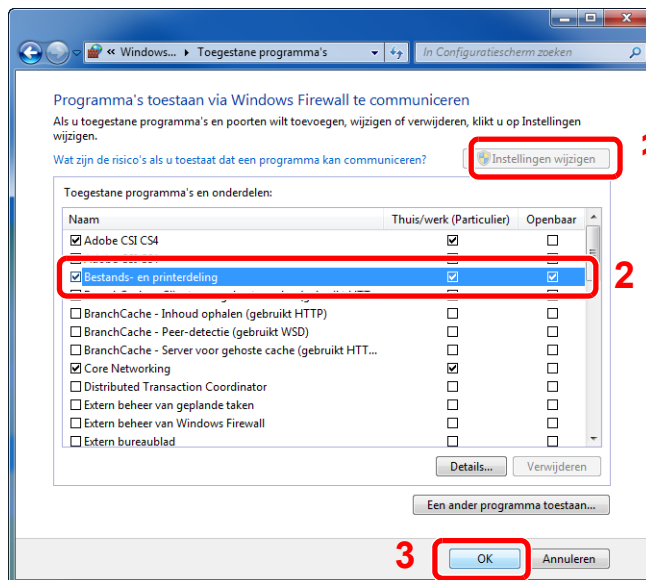 « Windows... ▸ Toegestane programma's
In Configuratiescherm zoeken
Programma's toestaan via Windows Firewall te communiceren
Als u toegestane programma's en poorten wilt toevoegen, wijzigen of verwijderen, klikt u op Instellingen
wijzigen.
Wat zijn de risico's als u toestaat dat een programma kan communiceren?
Instellingen wijzigen
Toegestane programma's en onderdelen:
Naam Thuis/werk (Particulier) Openbaar
Adobe CSI CS4
Bestands- en printerdeling
2
BranchCache - Inhoud ophalen (gebruikt HTTP)
BranchCache - Peer-detectie (gebruikt WSD)
BranchCache - Server voor gehoste cache (gebruikt HTT...
Core Networking
Distributed Transaction Coordinator
Extern beheer van geplande taken
Extern beheer van Windows Firewall
Extern bureaublad
Details... Verwijderen
Een ander programma toestaan...
3
OK Annuleren